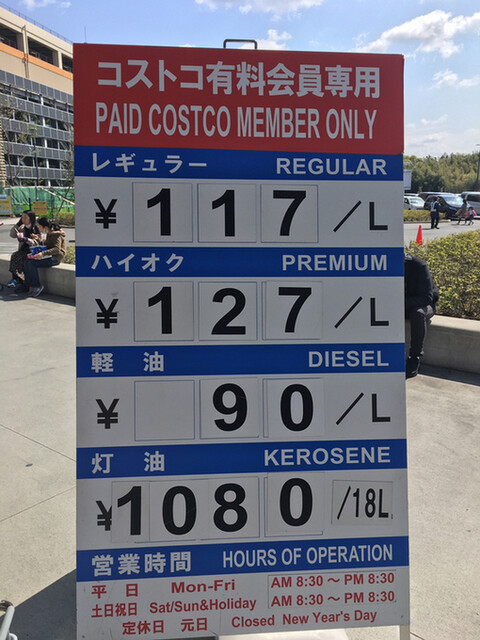 コストコ有料会員専用
PAID COSTCO MEMBER ONLY
レギュラー REGULAR
¥ 117 /L
ハイオク PREMIUM
¥ 127 /L
軽油 DIESEL
¥ 90 /L
灯油 KEROSENE
¥1080 /18L
営業時間 HOURS OF OPERATION
平日 Mon-Fri AM 8:30 ~ PM 8:30
土日祝日 Sat/Sun&Holiday AM 8:30 ~ PM 8:30
定休日 元日 Closed New Year's Day